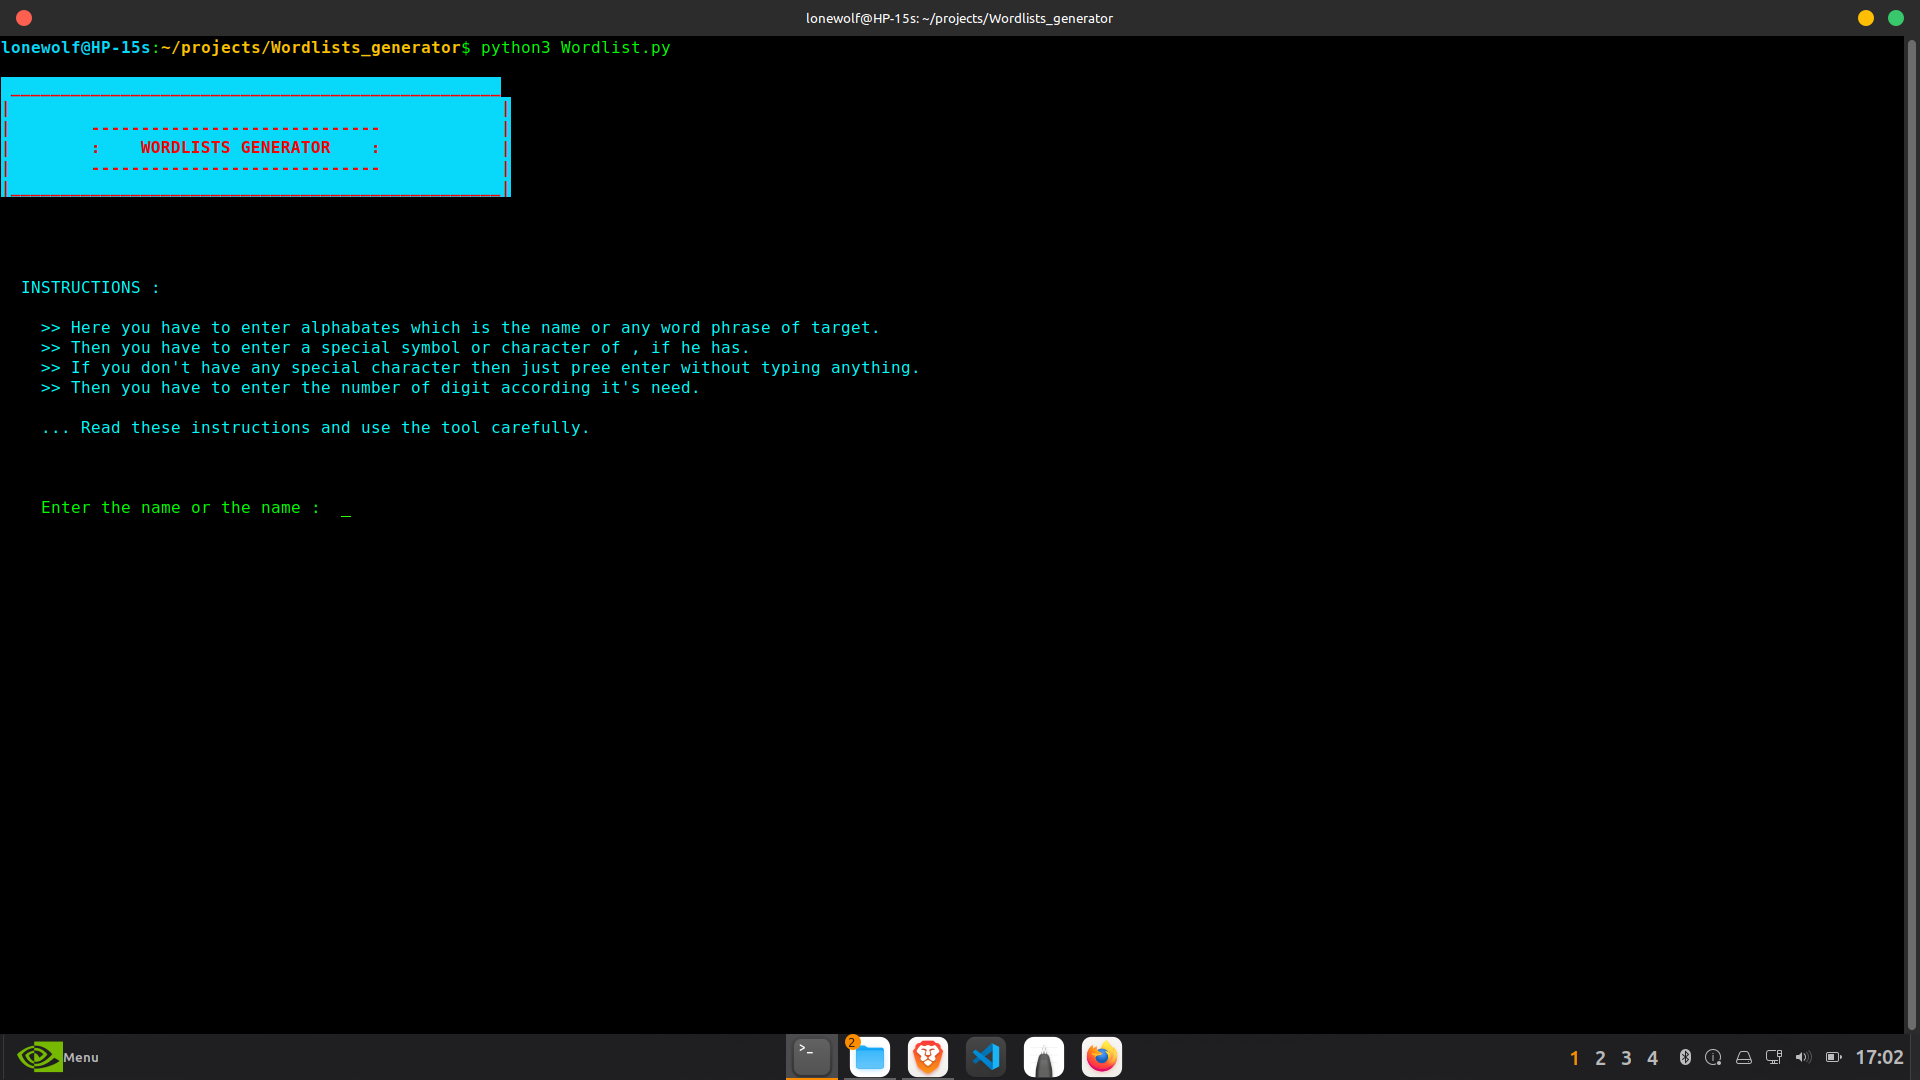 lonewolf@HP-15s: ~/projects/Wordlists_generator
lonewolf@HP-15s:~/projects/Wordlists_generator$ python3 Wordlist.py
_________________________________________________
| |
| ----------------------------- |
| : WORDLISTS GENERATOR : |
| ----------------------------- |
|_________________________________________________|
INSTRUCTIONS :
>> Here you have to enter alphabates which is the name or any word phrase of target.
>> Then you have to enter a special symbol or character of , if he has.
>> If you don't have any special character then just pree enter without typing anything.
>> Then you have to enter the number of digit according it's need.
... Read these instructions and use the tool carefully.
Enter the name or the name : _
Menu
>_
2
1 2 3 4
17:02